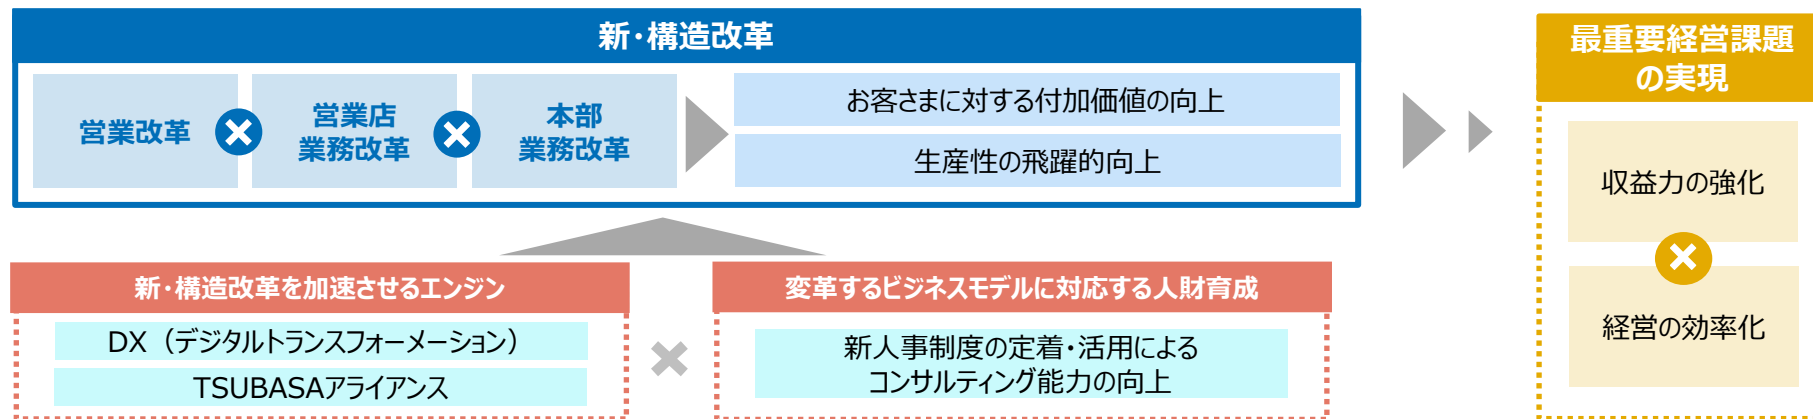 新・構造改革
営業改革
営業店
業務改革
本部
業務改革
お客さまに対する付加価値の向上
生産性の飛躍的向上
最重要経営課題
の実現
収益力の強化
経営の効率化
新・構造改革を加速させるエンジン
DX（デジタルトランスフォーメーション）
TSUBASAアライアンス
変革するビジネスモデルに対応する人財育成
新人事制度の定着・活用による
コンサルティング能力の向上